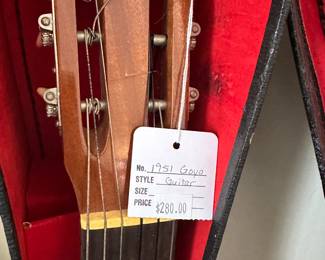 No. 1951 Goya
STYLE Guitar
SIZE
PRICE $280.00